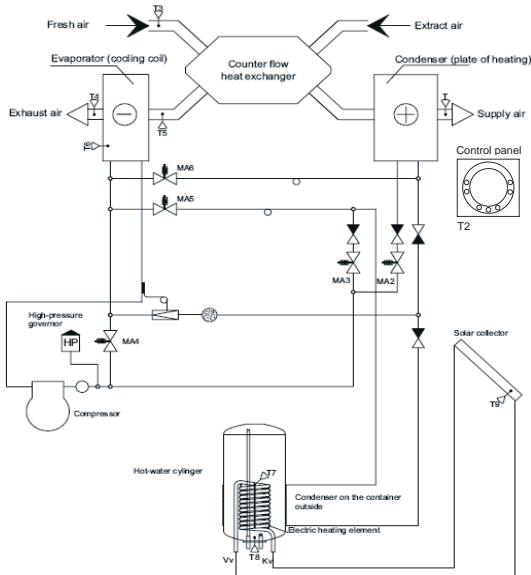 T3
Fresh air
Extract air
Evaporator (cooling coil)
Counter flow
heat exchanger
Condenser (plate of heating)
Exhaust air
T4
T5
T
Supply air
T6
Control panel
T2
MA6
MA5
MA3
MA2
High-pressure
governor
HP
MA4
Compressor
Solar collector
T9
Hot-water cylinger
T7
Condenser on the container
outside
Electric heating element
Vv
T8
Kv